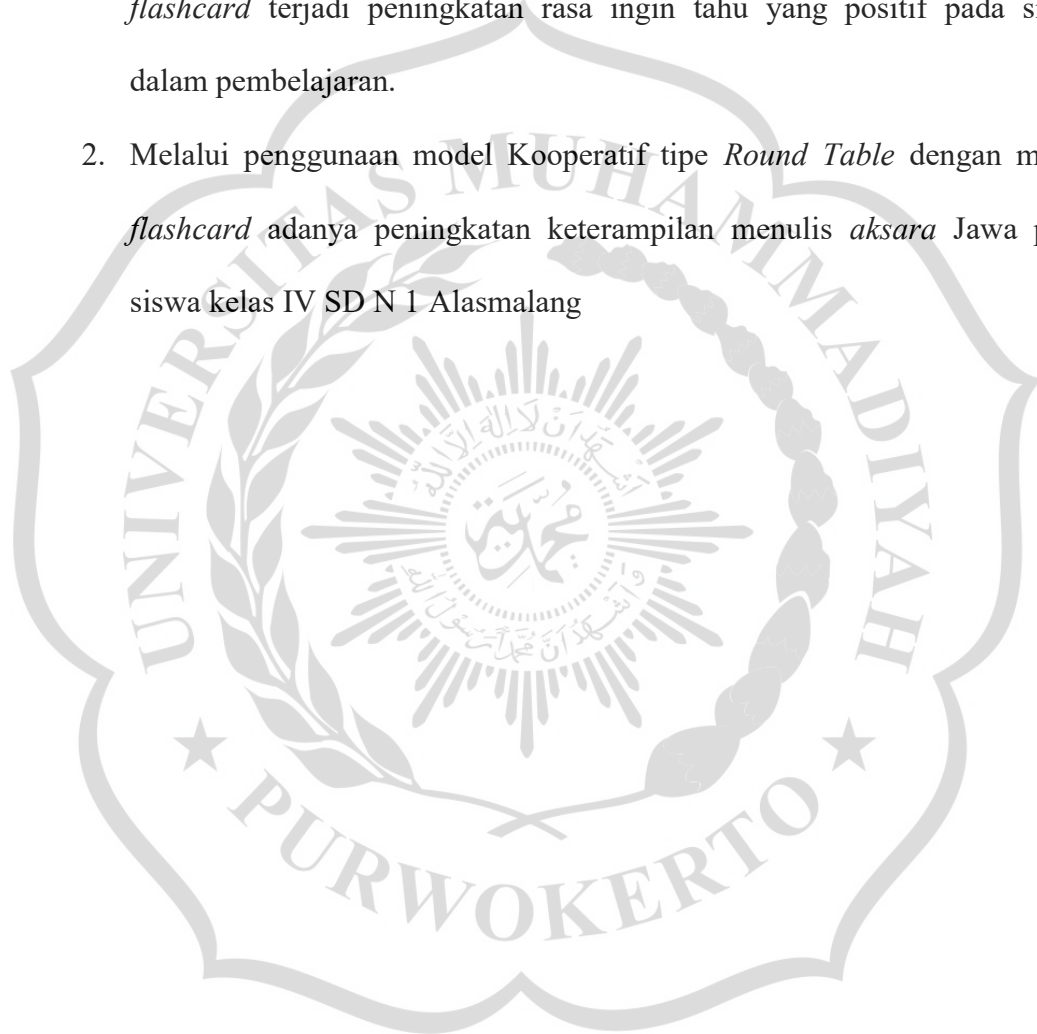 flashcard terjadi peningkatan rasa ingin tahu yang positif pada
dalam pembelajaran.
2. Melalui penggunaan model Kooperatif tipe Round Table dengan
flashcard adanya peningkatan keterampilan menulis aksara Jawa
siswa kelas IV SD N 1 Alasmalang
UNIVERSITAS MUHAMMADIYAH
PURWOKERTO